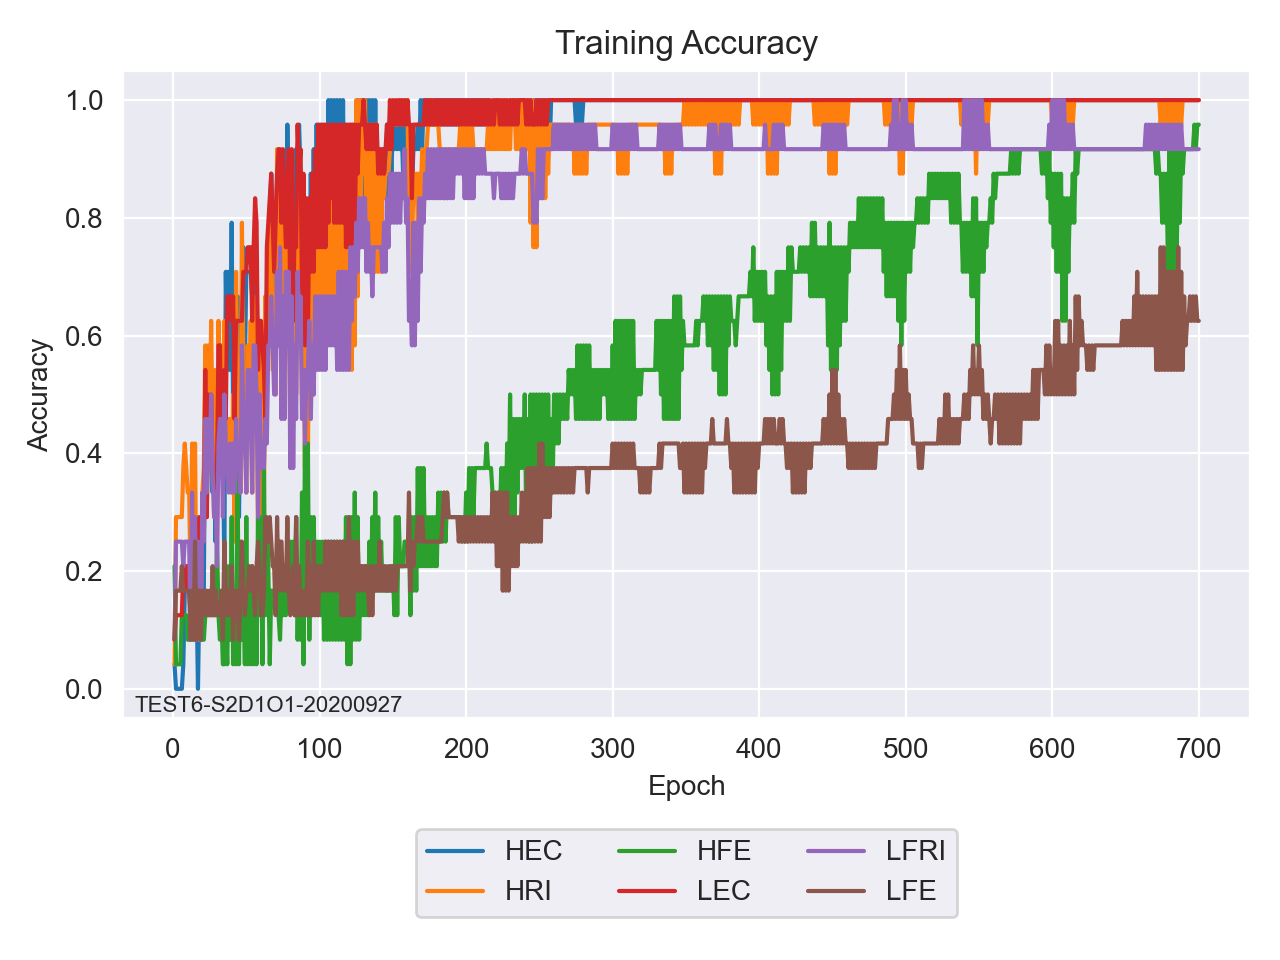 Training Accuracy
Accuracy
1.0
0.8
0.6
0.4
0.2
0.0
TEST6-S2D1O1-20200927
0 100 200 300 400 500 600 700
Epoch
HEC HFE LFRI
HRI LEC LFE